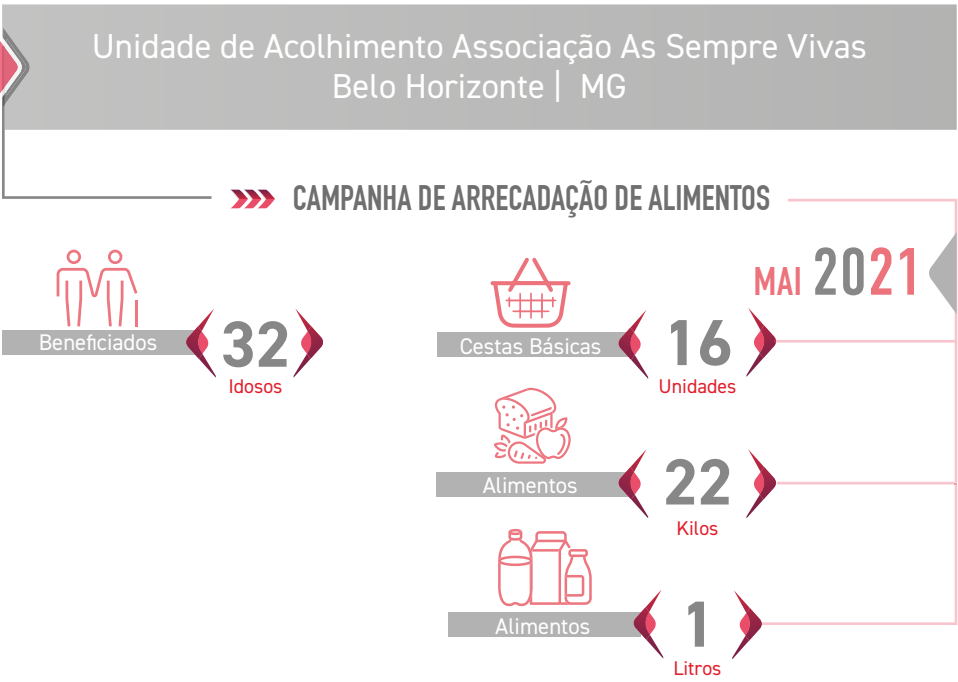 Unidade de Acolhimento Associação As Sempre Vivas
Belo Horizonte | MG
CAMPANHA DE ARRECADAÇÃO DE ALIMENTOS
MAI 2021
Beneficiados
32
Idosos
Cestas Básicas
16
Unidades
Alimentos
22
Kilos
Alimentos
1
Litros